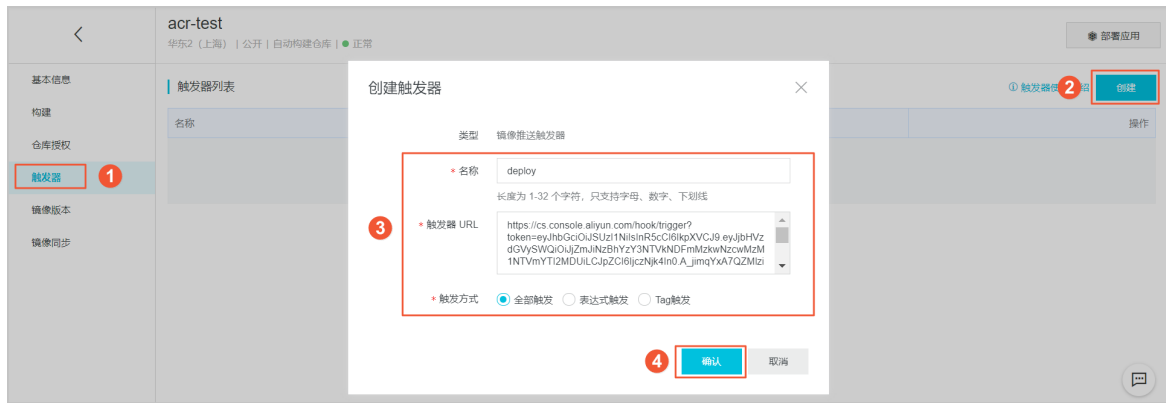 acr-test
华东2（上海） | 公开 | 自动构建仓库 | 正常
部署应用
基本信息
构建
仓库授权
触发器
镜像版本
镜像同步
1
触发器列表
触发器使
2
绍
创建
名称
操作
创建触发器
类型 镜像推送触发器
3
* 名称 deploy
长度为 1-32 个字符，只支持字母、数字、下划线
* 触发器 URL
https://cs.console.aliyun.com/hook/trigger?
token=eyJhbGciOiJSUzI1NiIsInR5cCI6IkpXVCJ9.eyJjbHVz
dGVySWQiOiJjZmJiNzBhYzY3NTVkNDFmMzkwNzcwMzM
1NTVmYTI2MDUiLCJpZCI6IjczNjk4In0.A_jimqYxA7QZMlzi
* 触发方式 全部触发 表达式触发 Tag触发
4
确认 取消